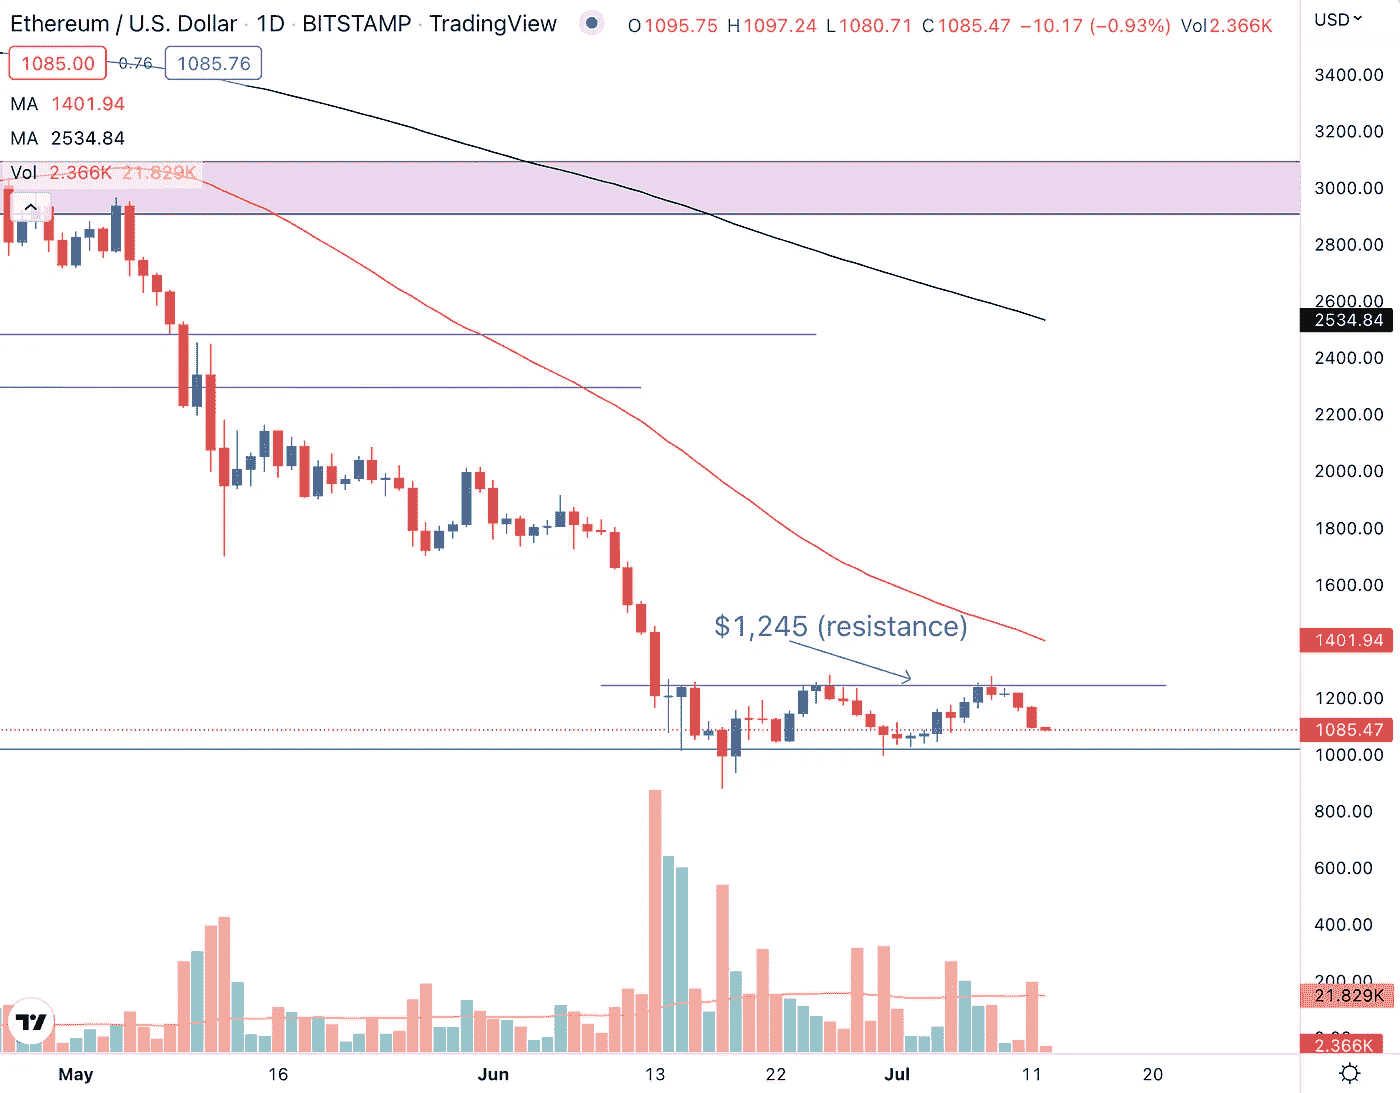 Ethereum / U.S. Dollar · 1D · BITSTAMP · TradingView O1095.75 H1097.24 L1080.71 C1085.47 −10.17 (−0.93%) Vol2.366K
USD
1085.00 0.76 1085.76
MA 1401.94
MA 2534.84
Vol 2.366K 21.829K
3400.00
3200.00
3000.00
2800.00
2600.00
2534.84
2400.00
2200.00
2000.00
1800.00
1600.00
$1,245 (resistance)
1401.94
1200.00
1085.47
1000.00
800.00
600.00
400.00
200.00
21.829K
2.366K
May 16 Jun 13 22 Jul 11 20